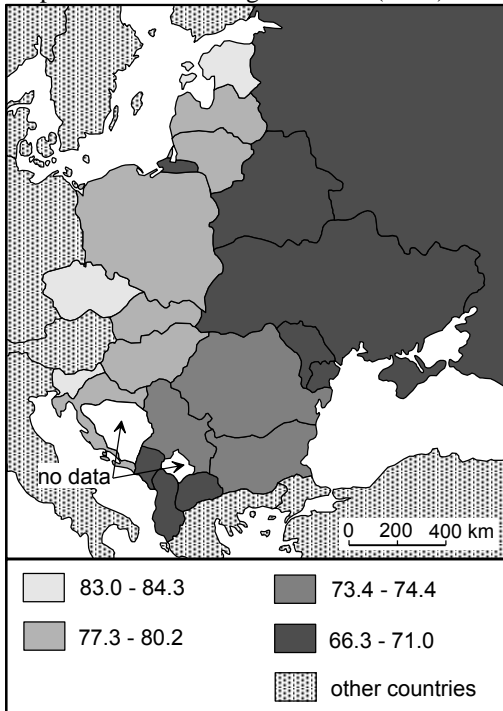 no data
0 200 400 km
83.0 - 84.3
77.3 - 80.2
73.4 - 74.4
66.3 - 71.0
other countries